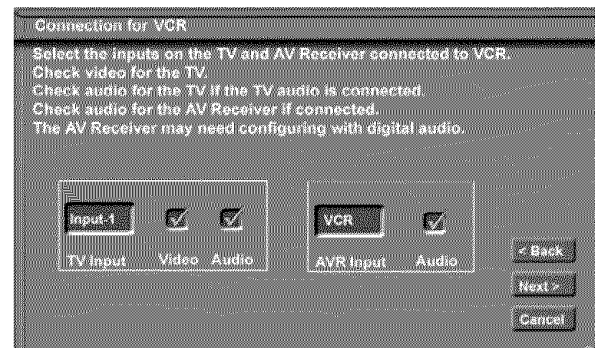 Connection for VCR
Select the inputs on the TV and AV Receiver connected to VCR.
Check video for the TV.
Check audio for the TV if the TV audio is connected.
Check audio for the AV Receiver if connected.
The AV Receiver may need configuring with digital audio.
Input-1
VCR
TV Input Video Audio
AVR Input Audio
< Back
Next >
Cancel